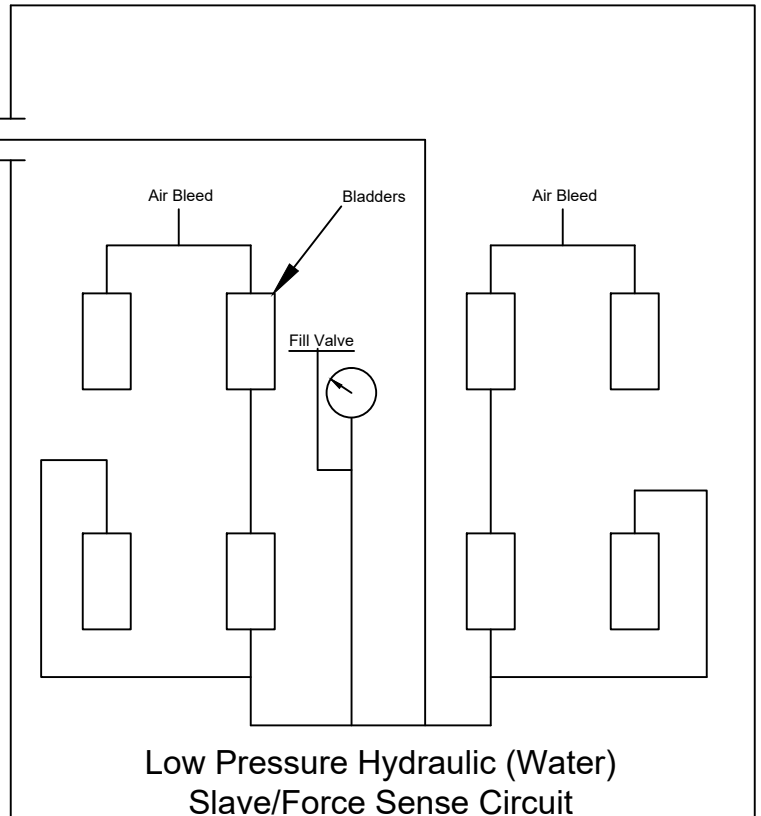 Air Bleed
Bladders
Air Bleed
Fill Valve
Low Pressure Hydraulic (Water)
Slave/Force Sense Circuit